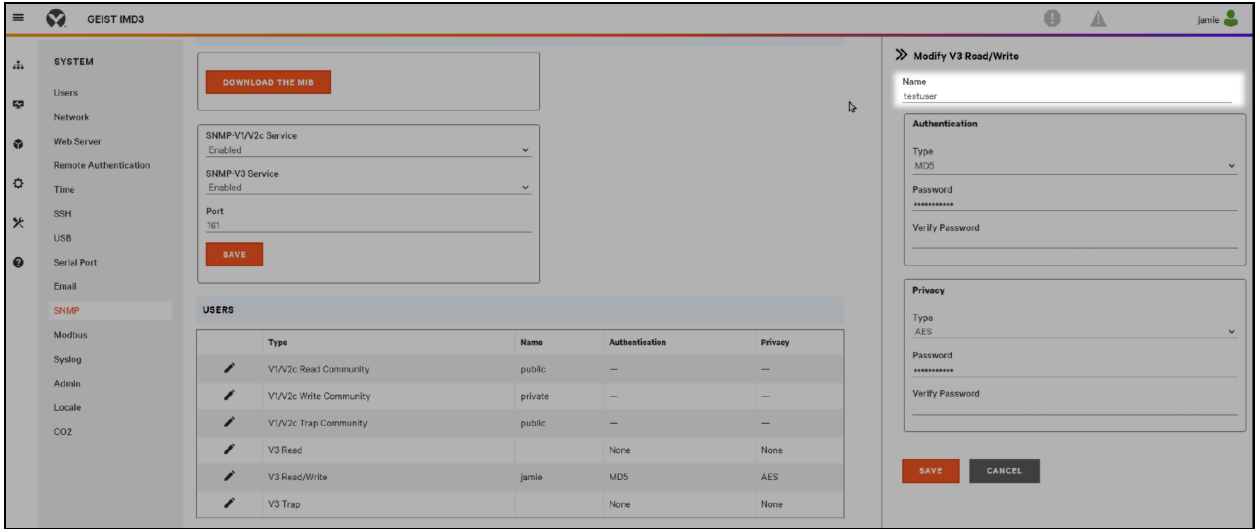 GEIST IMD3
jamie
SYSTEM
Users
Network
Web Server
Remote Authentication
Time
SSH
USB
Serial Port
Email
SNMP
Modbus
Syslog
Admin
Locale
CO2
DOWNLOAD THE MIB
SNMP-V1/V2c Service
Enabled
SNMP-V3 Service
Enabled
Port
161
SAVE
USERS
Type Name Authentication Privacy
V1/V2c Read Community public — —
V1/V2c Write Community private — —
V1/V2c Trap Community public — —
V3 Read None None
V3 Read/Write jamie MD5 AES
V3 Trap None None
Modify V3 Read/Write
Name
testuser
Authentication
Type
MD5
Password
•••••••••••
Verify Password
Privacy
Type
AES
Password
•••••••••••
Verify Password
SAVE CANCEL